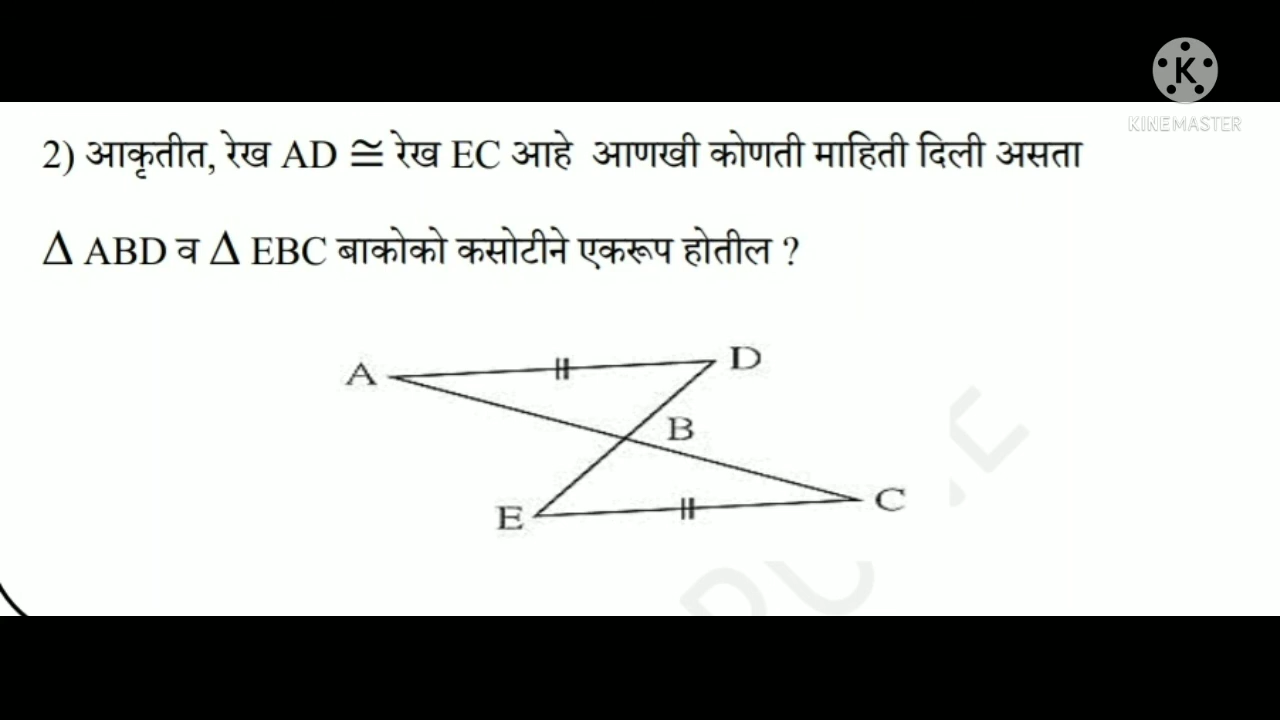 K
KINEMASTER
2) आकृतीत, रेख AD ≅ रेख EC आहे आणखी कोणती माहिती दिली असता
Δ ABD व Δ EBC बाकोको कसोटीने एकरूप होतील ?
A
D
B
E
C